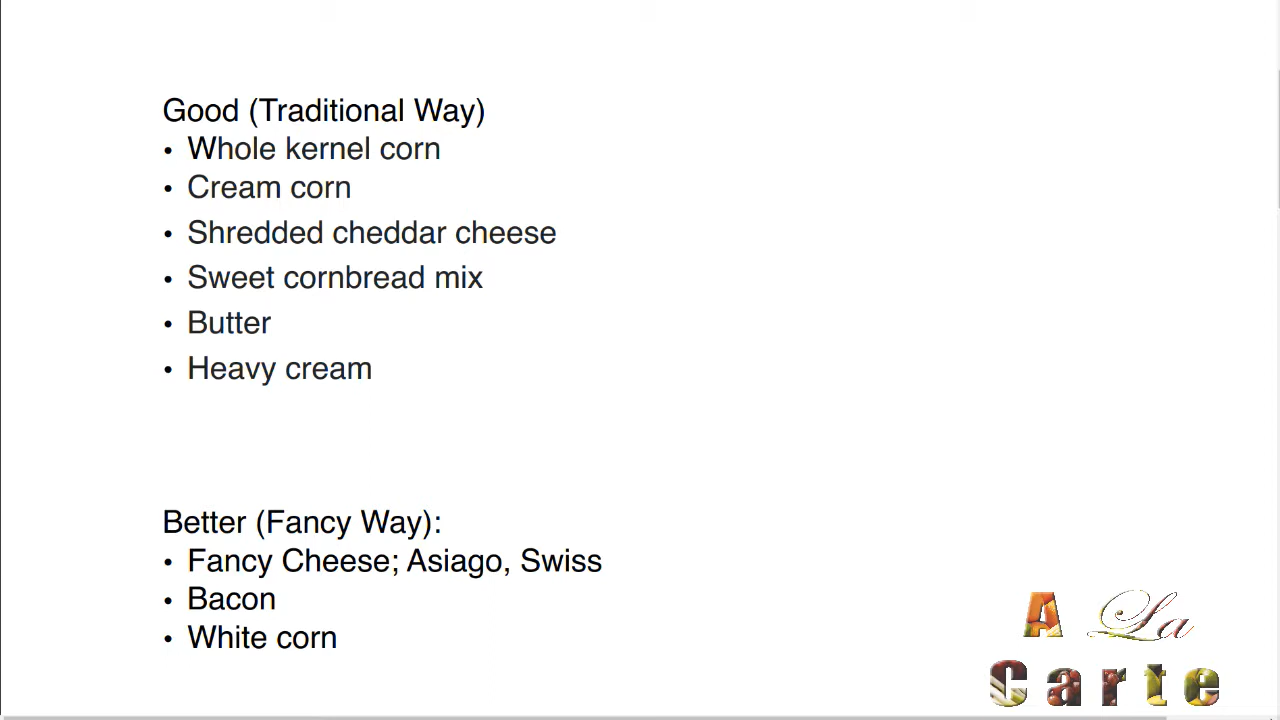 Good (Traditional Way)
• Whole kernel corn
• Cream corn
• Shredded cheddar cheese
• Sweet cornbread mix
• Butter
• Heavy cream
Better (Fancy Way):
• Fancy Cheese; Asiago, Swiss
• Bacon
• White corn
A La
Carte